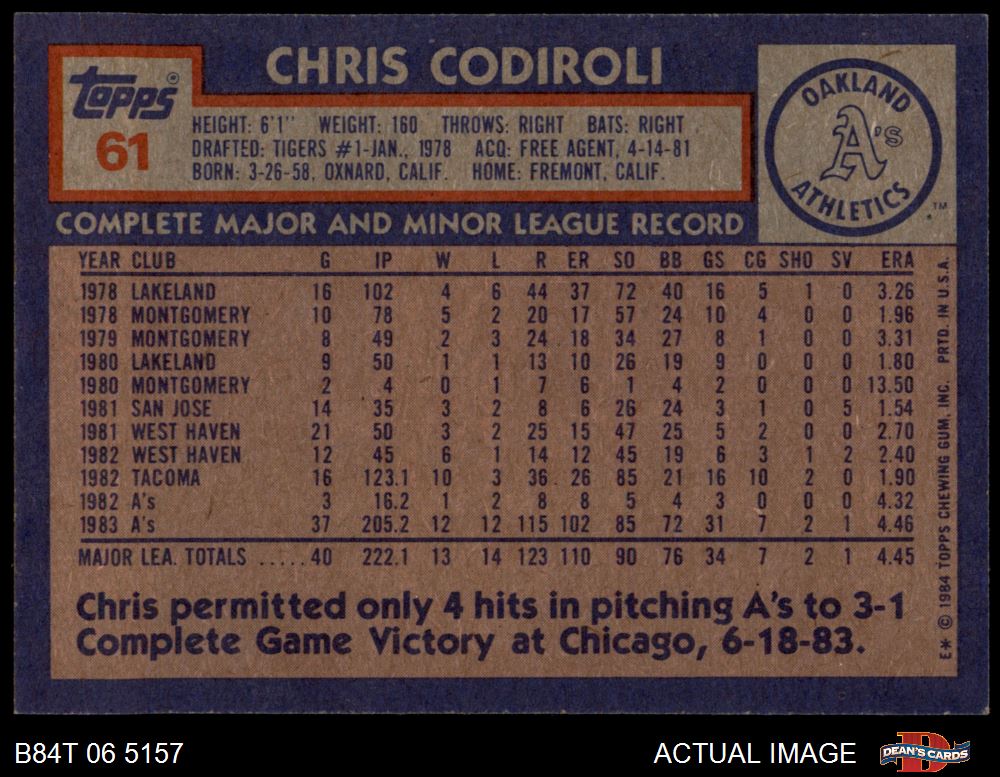 CHRIS CODIROLI
Topps®
61
HEIGHT: 6'1" WEIGHT: 160 THROWS: RIGHT BATS: RIGHT
DRAFTED: TIGERS #1-JAN., 1978 ACQ: FREE AGENT, 4-14-81
BORN: 3-26-58, OXNARD, CALIF. HOME: FREMONT, CALIF.
OAKLAND
A's
ATHLETICS
TM
COMPLETE MAJOR AND MINOR LEAGUE RECORD
YEAR CLUB G IP W L R ER SO BB GS CG SHO SV ERA
1978 LAKELAND 16 102 4 6 44 37 72 40 16 5 1 0 3.26
1978 MONTGOMERY 10 78 5 2 20 17 57 24 10 4 0 0 1.96
1979 MONTGOMERY 8 49 2 3 24 18 34 27 8 1 0 0 3.31
1980 LAKELAND 9 50 1 1 13 10 26 19 9 0 0 0 1.80
1980 MONTGOMERY 2 4 0 1 7 6 1 4 2 0 0 0 13.50
1981 SAN JOSE 14 35 3 2 8 6 26 24 3 1 0 5 1.54
1981 WEST HAVEN 21 50 3 2 25 15 47 25 5 2 0 0 2.70
1982 WEST HAVEN 12 45 6 1 14 12 45 19 6 3 1 2 2.40
1982 TACOMA 16 123.1 10 3 36 26 85 21 16 10 2 0 1.90
1982 A's 3 16.2 1 2 8 8 5 4 3 0 0 0 4.32
1983 A's 37 205.2 12 12 115 102 85 72 31 7 2 1 4.46
MAJOR LEA. TOTALS .....40 222.1 13 14 123 110 90 76 34 7 2 1 4.45
Chris permitted only 4 hits in pitching A's to 3-1
Complete Game Victory at Chicago, 6-18-83.
E* © 1984 TOPPS CHEWING GUM, INC. PRTD. IN U.S.A.
B84T 06 5157
ACTUAL IMAGE
DEAN'S CARDS